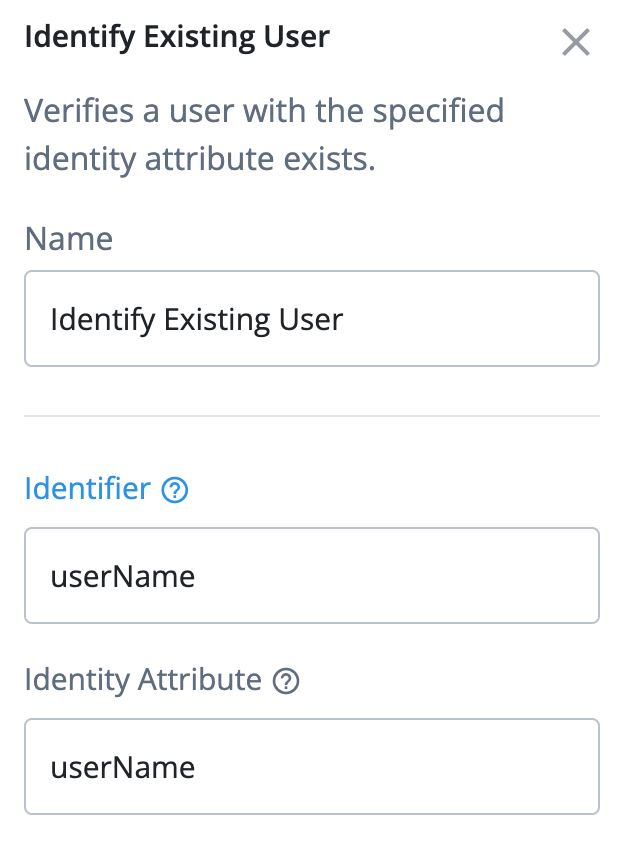 Identify Existing User
Verifies a user with the specified
identity attribute exists.
Name
Identify Existing User
Identifier
userName
Identity Attribute
userName